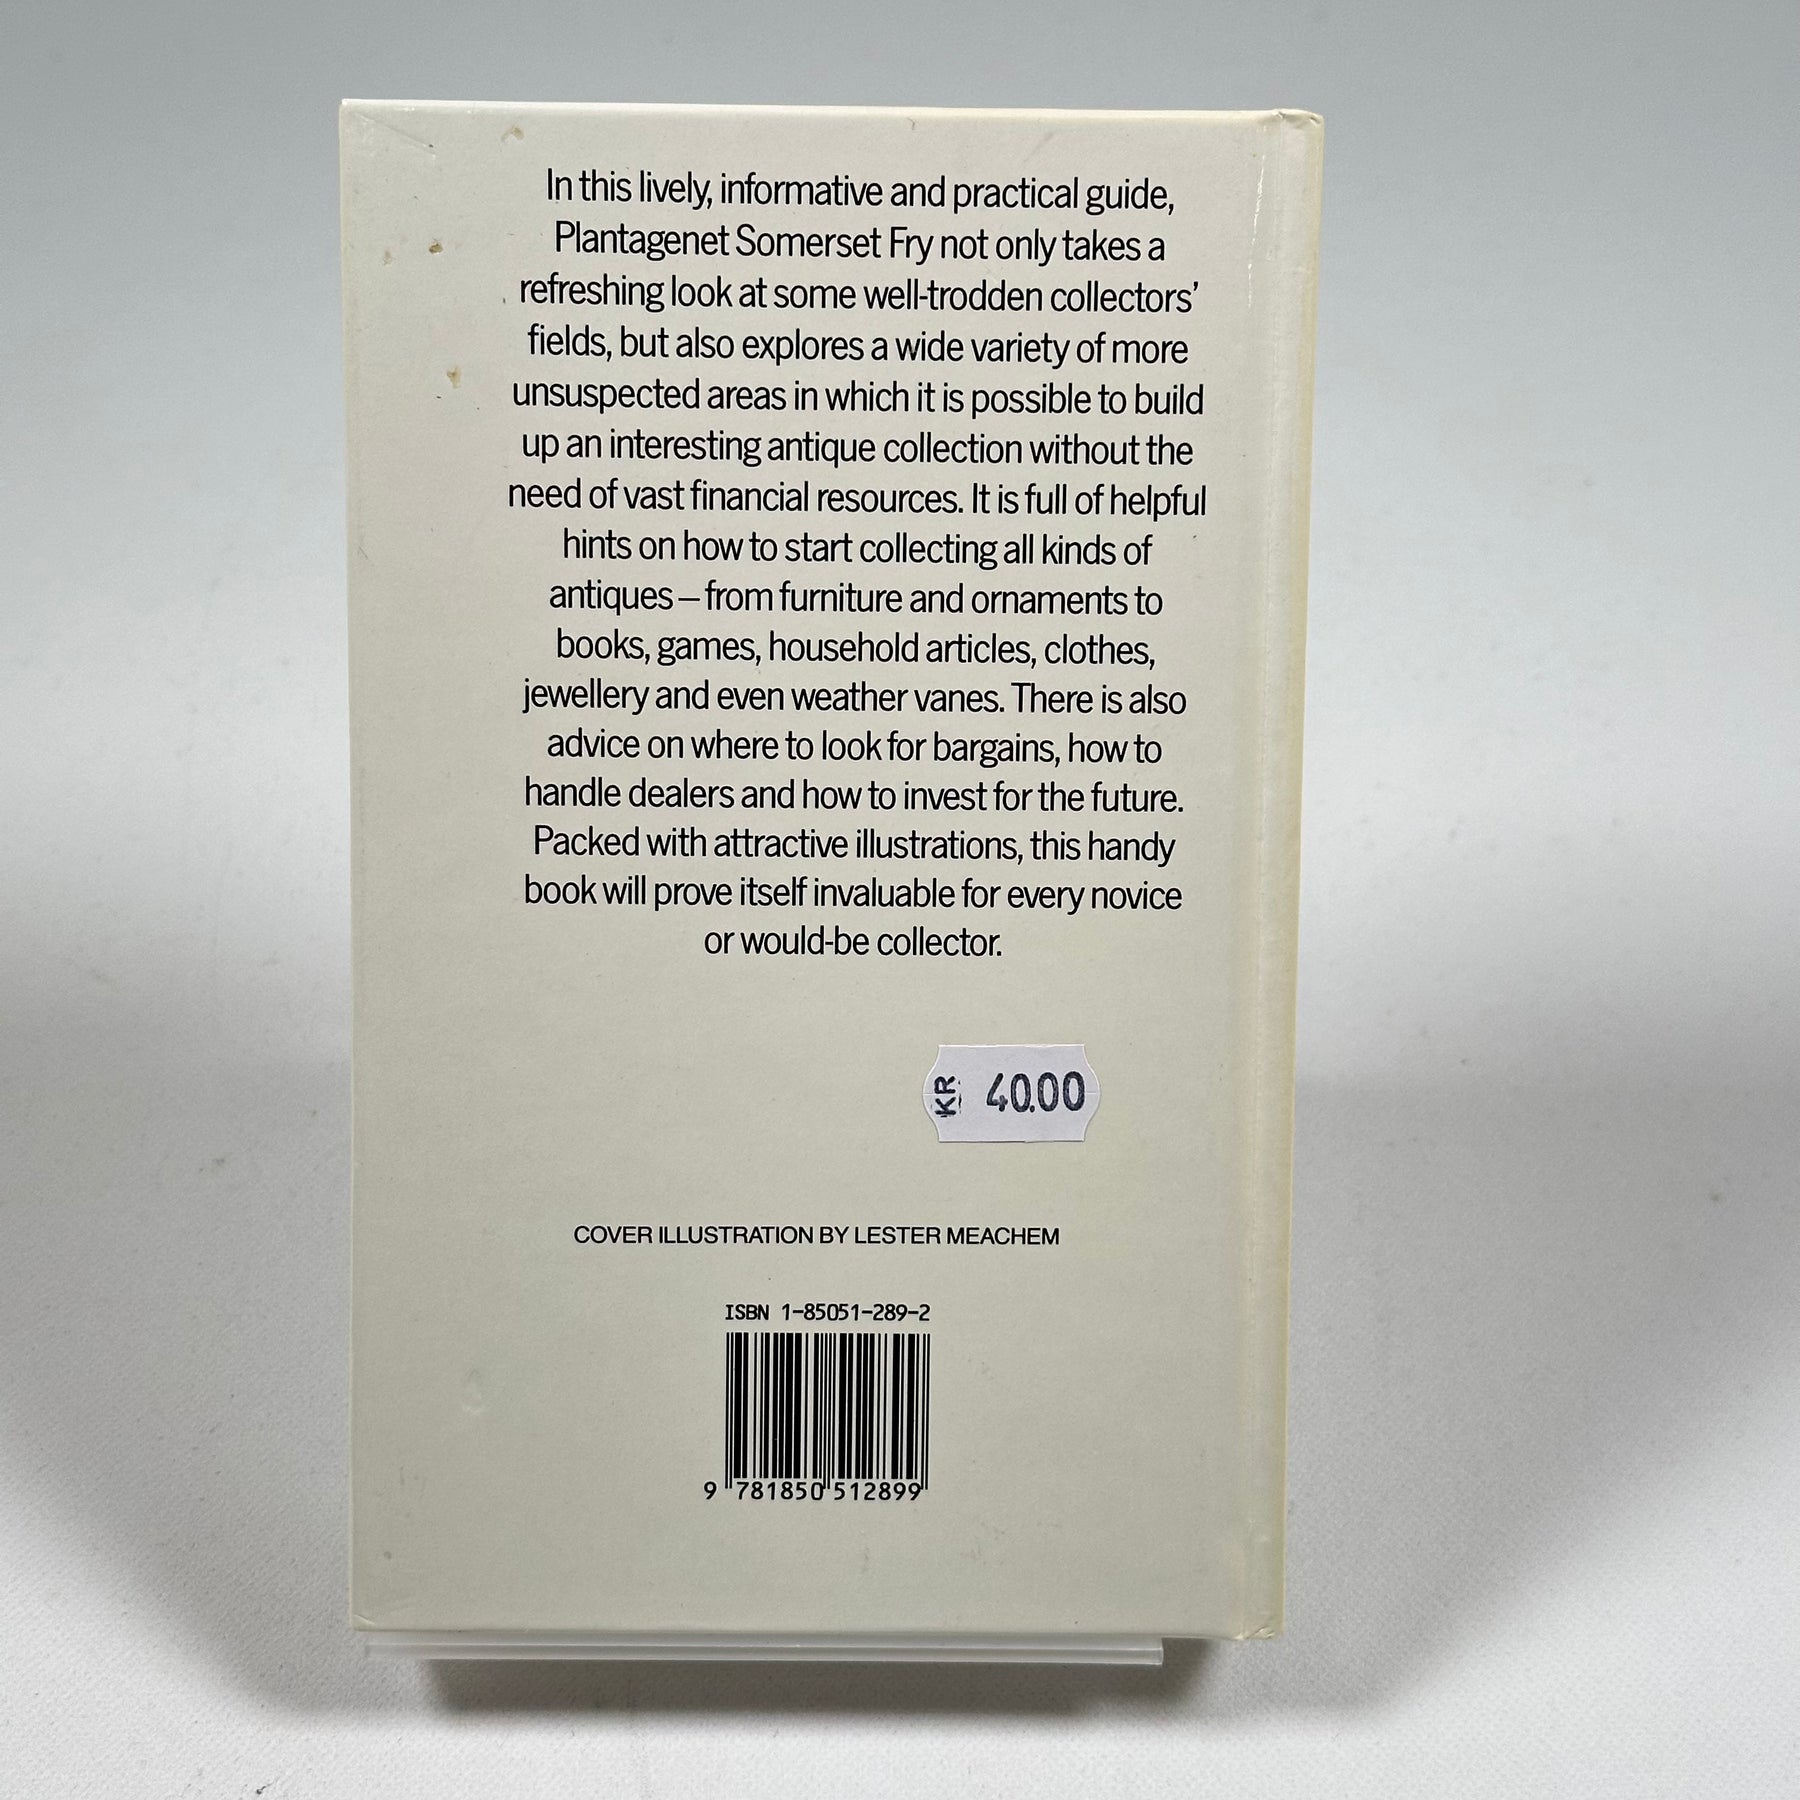 In this lively, informative and practical guide,
Plantagenet Somerset Fry not only takes a
refreshing look at some well-trodden collectors'
fields, but also explores a wide variety of more
unsuspected areas in which it is possible to build
up an interesting antique collection without the
need of vast financial resources. It is full of helpful
hints on how to start collecting all kinds of
antiques – from furniture and ornaments to
books, games, household articles, clothes,
jewellery and even weather vanes. There is also
advice on where to look for bargains, how to
handle dealers and how to invest for the future.
Packed with attractive illustrations, this handy
book will prove itself invaluable for every novice
or would-be collector.
KR 40.00
COVER ILLUSTRATION BY LESTER MEACHEM
ISBN 1-85051-289-2
9 781850 512899